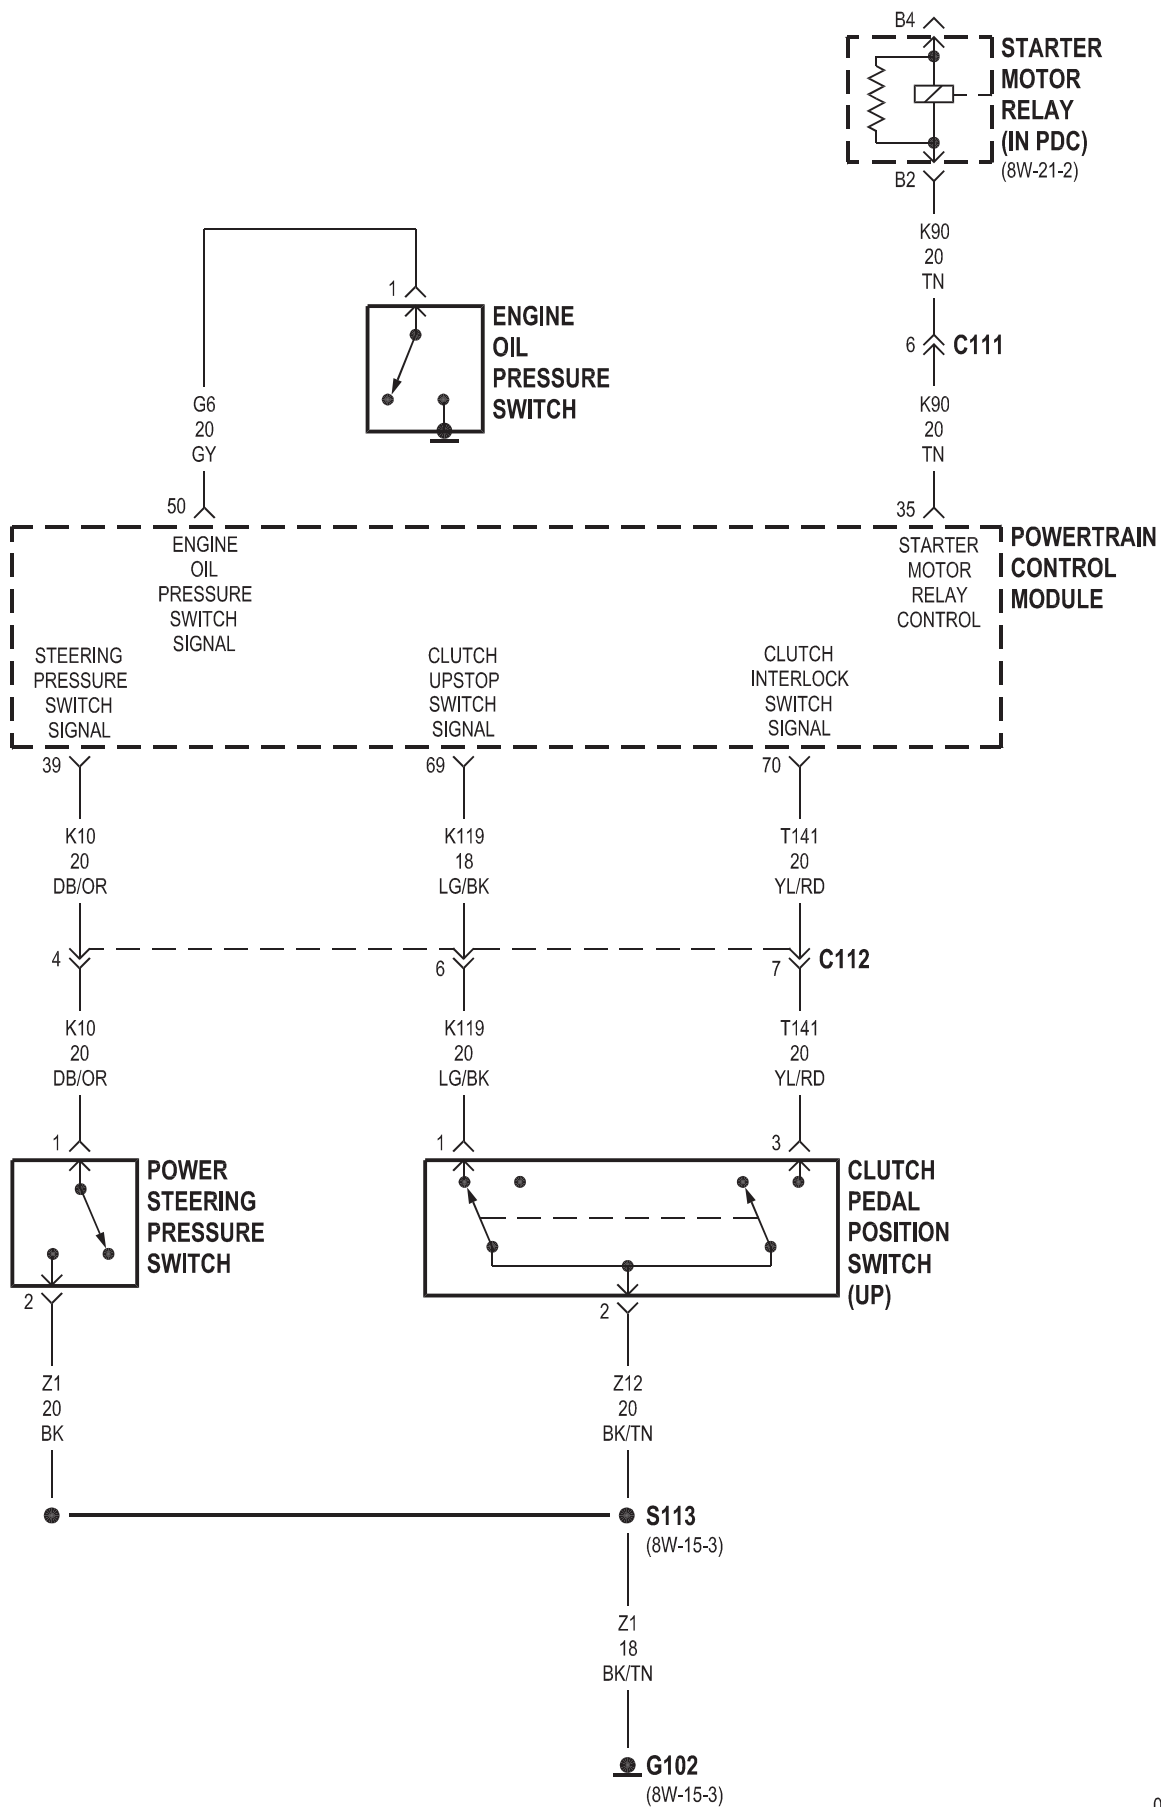 B4
STARTER
MOTOR
RELAY
(IN PDC)
(8W-21-2)
B2
K90
20
TN
6
C111
K90
20
TN
35
1
ENGINE
OIL
PRESSURE
SWITCH
G6
20
GY
50
POWERTRAIN
CONTROL
MODULE
ENGINE
OIL
PRESSURE
SWITCH
SIGNAL
STARTER
MOTOR
RELAY
CONTROL
STEERING
PRESSURE
SWITCH
SIGNAL
CLUTCH
UPSTOP
SWITCH
SIGNAL
CLUTCH
INTERLOCK
SWITCH
SIGNAL
39
69
70
K10
20
DB/OR
K119
18
LG/BK
T141
20
YL/RD
4
6
7
C112
K10
20
DB/OR
K119
20
LG/BK
T141
20
YL/RD
1
1
3
POWER
STEERING
PRESSURE
SWITCH
CLUTCH
PEDAL
POSITION
SWITCH
(UP)
2
2
Z1
20
BK
Z12
20
BK/TN
S113
(8W-15-3)
Z1
18
BK/TN
G102
(8W-15-3)